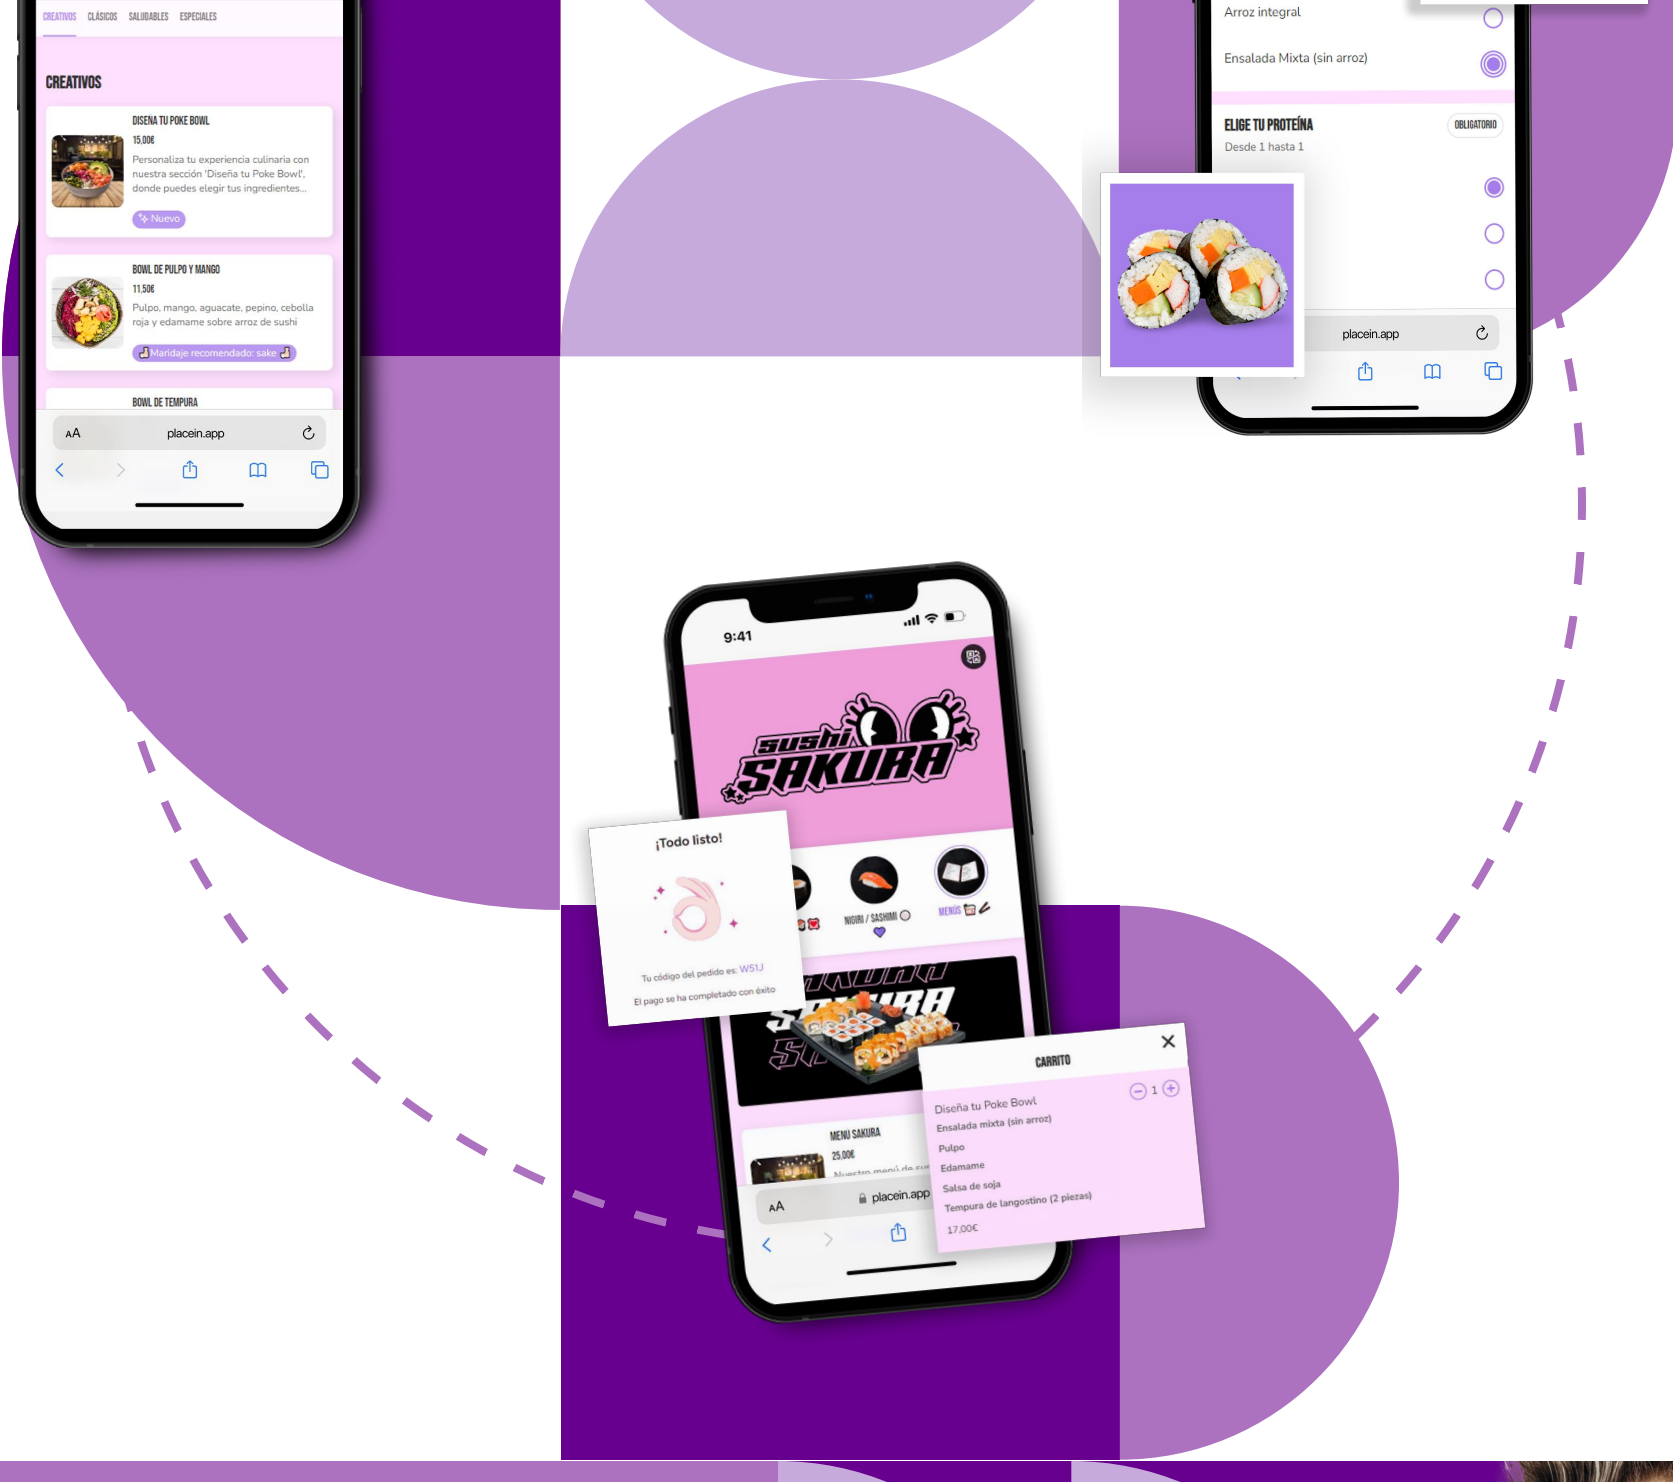 CREATIVOS CLÁSICOS SALUDABLES ESPECIALES
CREATIVOS
DISEÑA TU POKE BOWL
15,00€
Personaliza tu experiencia culinaria con
nuestra sección 'Diseña tu Poke Bowl',
donde puedes elegir tus ingredientes...
Nuevo
BOWL DE PULPO Y MANGO
11,50€
Pulpo, mango, aguacate, pepino, cebolla
roja y edamame sobre arroz de sushi
Maridaje recomendado: sake
BOWL DE TEMPURA
AA placein.app
Arroz integral
Ensalada Mixta (sin arroz)
ELIGE TU PROTEÍNA OBLIGATORIO
Desde 1 hasta 1
placein.app
9:41
sushi
SAKURA
¡Todo listo!
Tu código del pedido es: W51J
El pago se ha completado con éxito
NIGIRI / SASHIMI
MENÚS
SAKURA
MENÚ SAKURA
25,00€
Nuestro menú de
AA placein.app
CARRITO
Diseña tu Poke Bowl 1
Ensalada mixta (sin arroz)
Pulpo
Edamame
Salsa de soja
Tempura de langostino (2 piezas)
17,00€